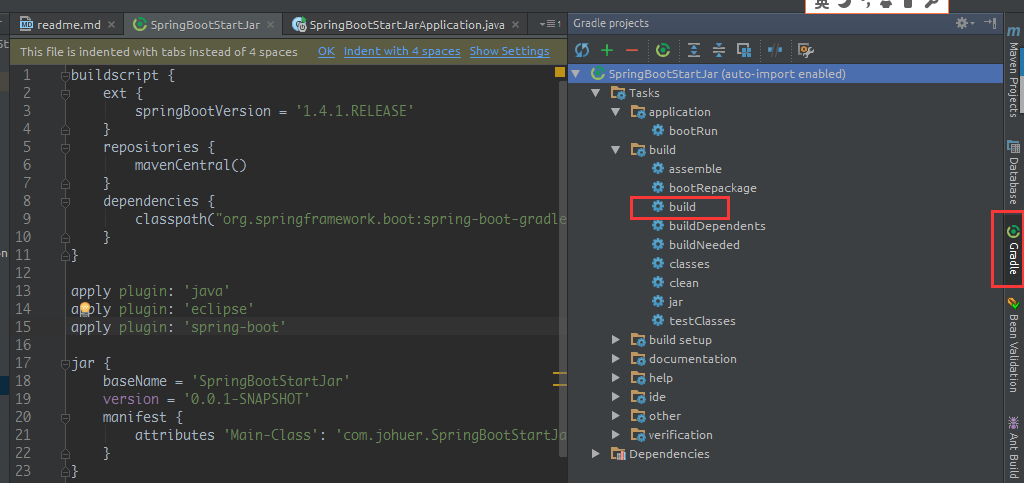 英
readme.md
SpringBootStartJar
SpringBootStartJarApplication.java
This file is indented with tabs instead of 4 spaces
OK
Indent with 4 spaces
Show Settings
1 buildscript {
2 ext {
3 springBootVersion = '1.4.1.RELEASE'
4 }
5 repositories {
6 mavenCentral()
7 }
8 dependencies {
9 classpath("org.springframework.boot:spring-boot-gradle
10 }
11 }
12
13 apply plugin: 'java'
14 apply plugin: 'eclipse'
15 apply plugin: 'spring-boot'
16
17 jar {
18 baseName = 'SpringBootStartJar'
19 version = '0.0.1-SNAPSHOT'
20 manifest {
21 attributes 'Main-Class': 'com.johuer.SpringBootStartJa
22 }
23 }
Gradle projects
SpringBootStartJar (auto-import enabled)
Tasks
application
bootRun
build
assemble
bootRepackage
build
buildDependents
buildNeeded
classes
clean
jar
testClasses
build setup
documentation
help
ide
other
verification
Dependencies
Maven Projects
Database
Gradle
Bean Validation
Ant Build